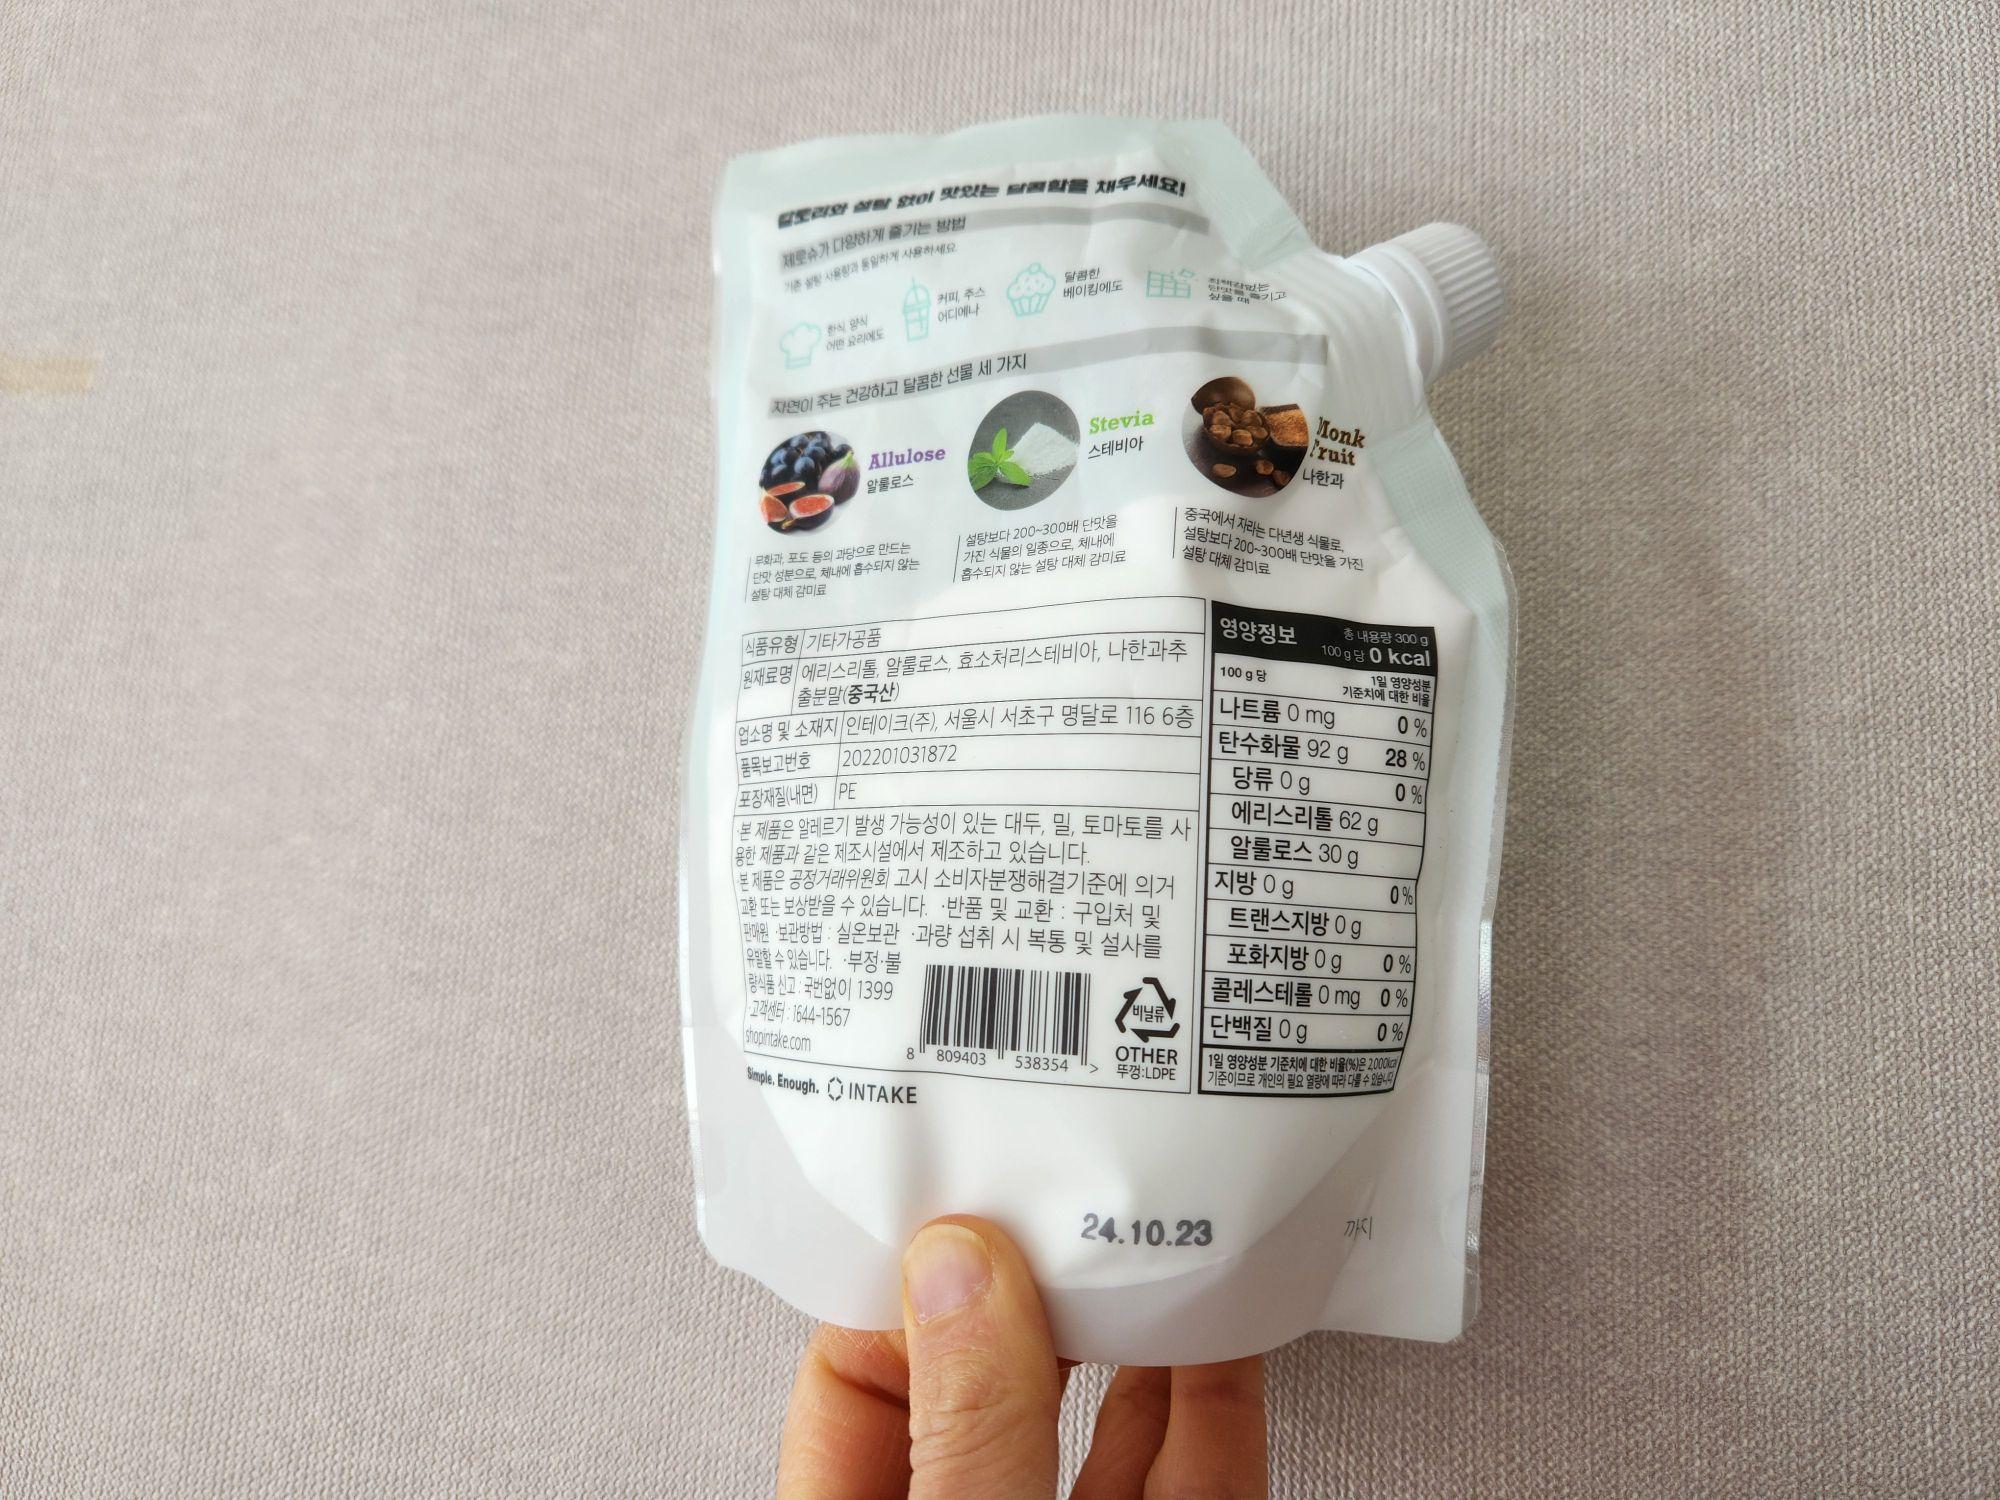 칼로리와 설탕 없이 맛있는 달콤함을 채우세요!
제로슈가 다양하게 즐기는 방법
기존 설탕 사용량과 동일하게 사용하세요
한식, 양식
어떤 요리에도
커피, 주스
어디에나
달콤한
베이킹에도
죄책감없는
단맛을 즐기고
싶을 때
자연이 주는 건강하고 달콤한 선물 세 가지
Allulose
알룰로스
무화과, 포도 등의 과당으로 만드는
단맛 성분으로, 체내에 흡수되지 않는
설탕 대체 감미료
Stevia
스테비아
설탕보다 200~300배 단맛을
가진 식물의 일종으로, 체내에
흡수되지 않는 설탕 대체 감미료
Monk
Fruit
나한과
중국에서 자라는 다년생 식물로,
설탕보다 200~300배 단맛을 가진
설탕 대체 감미료
식품유형 기타가공품
원재료명 에리스리톨, 알룰로스, 효소처리스테비아, 나한과추
출분말(중국산)
업소명 및 소재지 인테이크(주), 서울시 서초구 명달로 116 6층
품목보고번호 202201031872
포장재질(내면) PE
·본 제품은 알레르기 발생 가능성이 있는 대두, 밀, 토마토를 사
용한 제품과 같은 제조시설에서 제조하고 있습니다.
·본 제품은 공정거래위원회 고시 소비자분쟁해결기준에 의거
교환 또는 보상받을 수 있습니다. ·반품 및 교환 : 구입처 및
판매원 ·보관방법 : 실온보관 ·과량 섭취 시 복통 및 설사를
유발할 수 있습니다. ·부정·불
량식품 신고 : 국번없이 1399
·고객센터 : 1644-1567
shopintake.com
8 809403 538354 >
비닐류
OTHER
뚜껑:LDPE
Simple. Enough. INTAKE
영양정보 총 내용량 300 g
100 g당 0 kcal
100 g당 1일 영양성분
기준치에 대한 비율
나트륨 0 mg 0 %
탄수화물 92 g 28 %
당류 0 g 0 %
에리스리톨 62 g
알룰로스 30 g
지방 0 g 0 %
트랜스지방 0 g
포화지방 0 g 0 %
콜레스테롤 0 mg 0 %
단백질 0 g 0 %
1일 영양성분 기준치에 대한 비율(%)은 2,000kcal
기준이므로 개인의 필요 열량에 따라 다를 수 있습니다.
24.10.23
까지